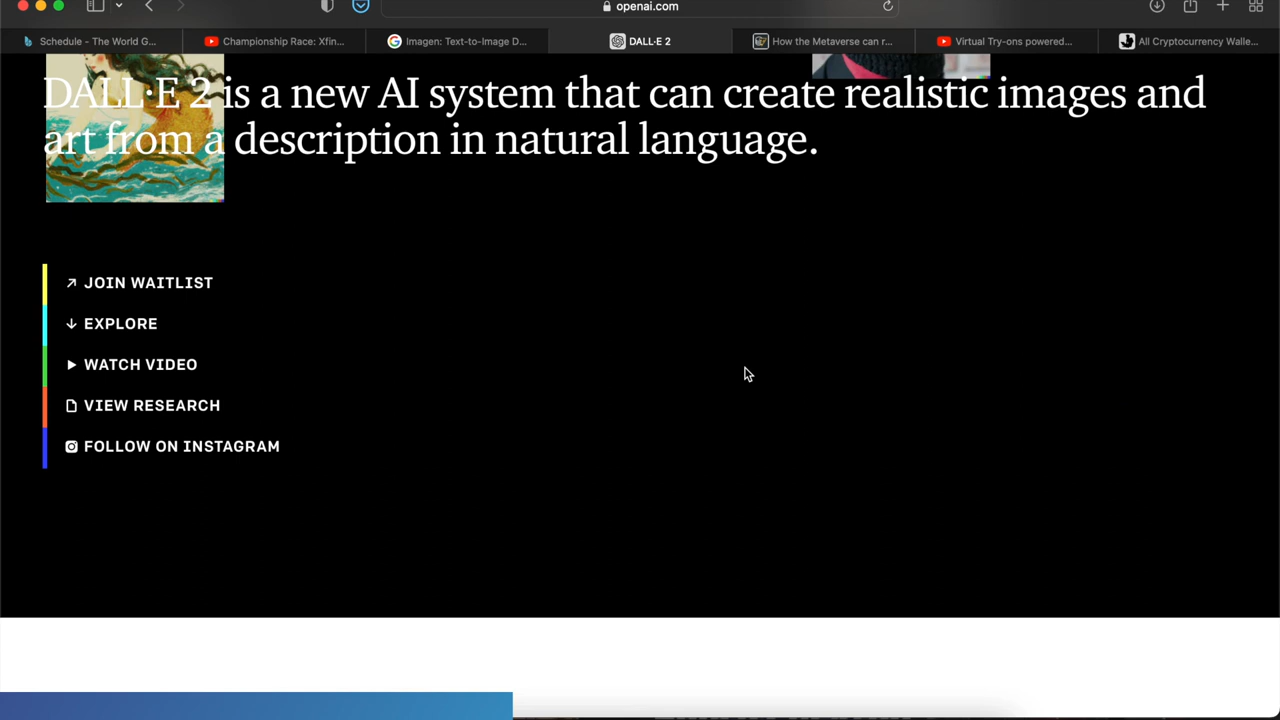 openai.com
Schedule - The World G...
Championship Race: Xfin...
Imagen: Text-to-Image D...
DALL·E 2
How the Metaverse can r...
Virtual Try-ons powered...
All Cryptocurrency Walle...
DALL·E 2 is a new AI system that can create realistic images and
art from a description in natural language.
JOIN WAITLIST
EXPLORE
WATCH VIDEO
VIEW RESEARCH
FOLLOW ON INSTAGRAM